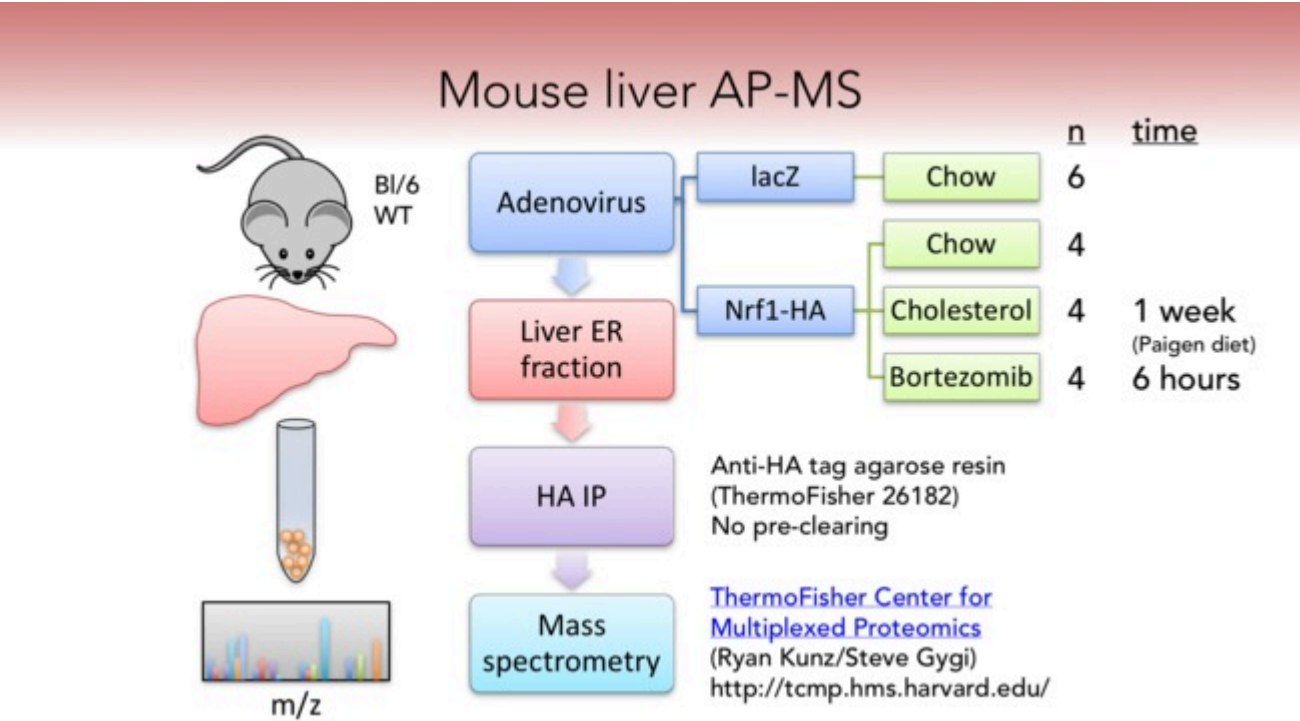 Mouse liver AP-MS
n time
Bl/6
WT
Adenovirus
lacZ
Chow
6
Chow
4
Nrf1-HA
Cholesterol
4
1 week
(Paigen diet)
Bortezomib
4
6 hours
Liver ER
fraction
HA IP
Anti-HA tag agarose resin
(ThermoFisher 26182)
No pre-clearing
Mass
spectrometry
ThermoFisher Center for
Multiplexed Proteomics
(Ryan Kunz/Steve Gygi)
http://tcmp.hms.harvard.edu/
m/z